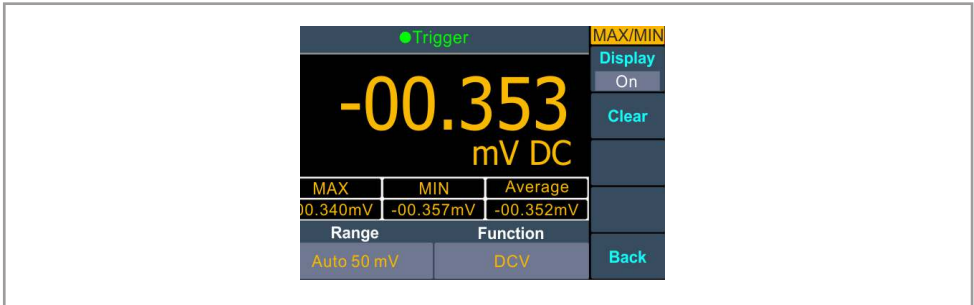 Trigger
MAX/MIN
Display
On
-00.353
mV DC
Clear
MAX MIN Average
00.340mV -00.357mV -00.352mV
Range Function
Auto 50 mV DCV
Back